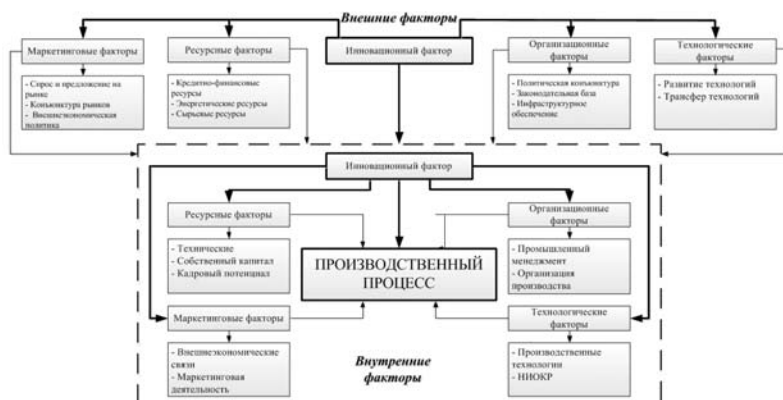 Внешние факторы
Маркетинговые факторы
Ресурсные факторы
Инновационный фактор
Организационные
факторы
Технологические
факторы
- Спрос и предложение на
рынке
- Конъюнктура рынков
- Внешнеэкономическая
политика
- Кредитно-финансовые
ресурсы
- Энергетические ресурсы
- Сырьевые ресурсы
- Политическая конъюктура
- Законодательная база
- Инфраструктурное
обеспечение
- Развитие технологий
- Трансфер технологий
Инновационный фактор
Ресурсные факторы
Организационные
факторы
- Технические
- Собственный капитал
- Кадровый потенциал
ПРОИЗВОДСТВЕННЫЙ
ПРОЦЕСС
- Промышленный
менеджмент
- Организация
производства
Маркетинговые факторы
Технологические
факторы
- Внешнеэкономические
связи
- Маркетинговая
деятельность
Внутренние
факторы
- Производственные
технологии
- НИОКР